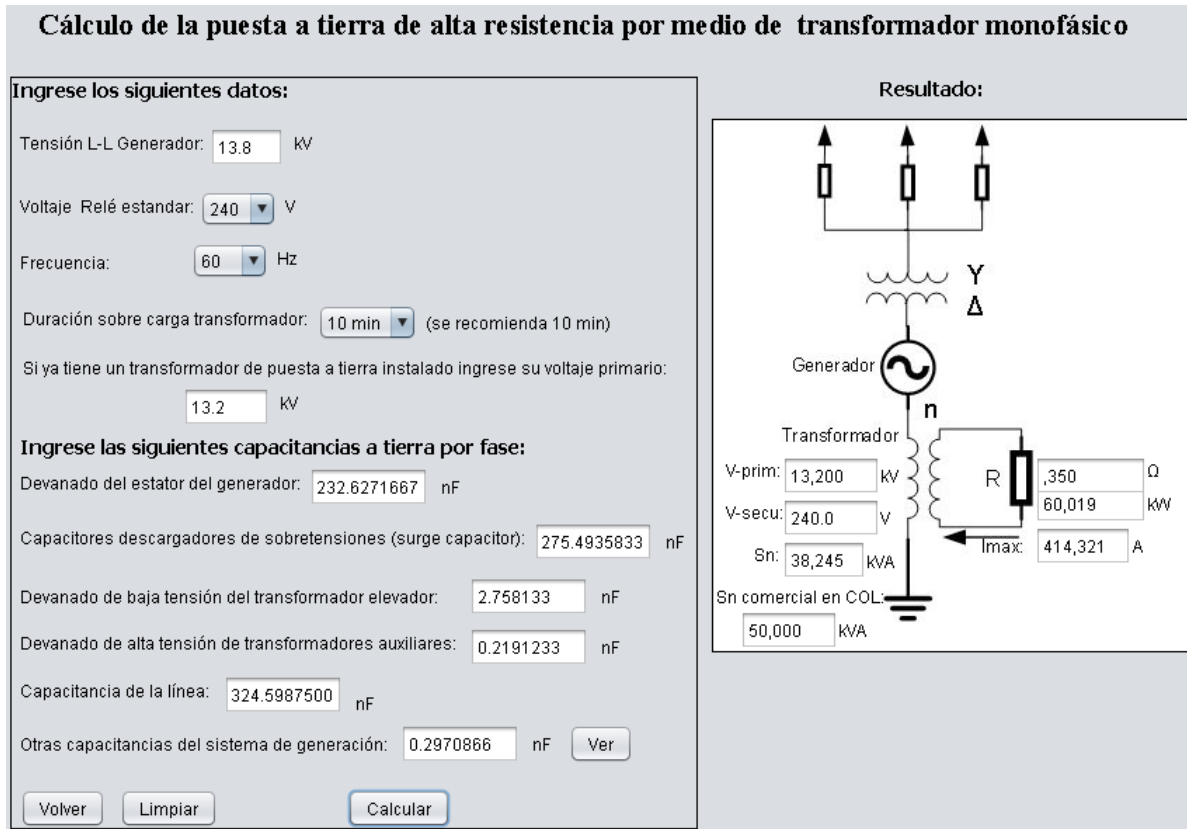 Cálculo de la puesta a tierra de alta resistencia por medio de transformador monofásico
Ingrese los siguientes datos:
Tensión L-L Generador: 13.8 kV
Voltaje Relé estandar: 240 V
Frecuencia: 60 Hz
Duración sobre carga transformador: 10 min (se recomienda 10 min)
Si ya tiene un transformador de puesta a tierra instalado ingrese su voltaje primario:
13.2 kV
Ingrese las siguientes capacitancias a tierra por fase:
Devanado del estator del generador: 232.6271667 nF
Capacitores descargadores de sobretensiones (surge capacitor): 275.4935833 nF
Devanado de baja tensión del transformador elevador: 2.758133 nF
Devanado de alta tensión de transformadores auxiliares: 0.2191233 nF
Capacitancia de la línea: 324.5987500 nF
Otras capacitancias del sistema de generación: 0.2970866 nF Ver
Volver Limpiar Calcular
Resultado:
Y
Δ
Generador
n
Transformador
V-prim: 13,200 kV
R ,350 Ω
60,019 kW
V-secu: 240.0 V
Imax: 414,321 A
Sn: 38,245 kVA
Sn comercial en COL:
50,000 kVA